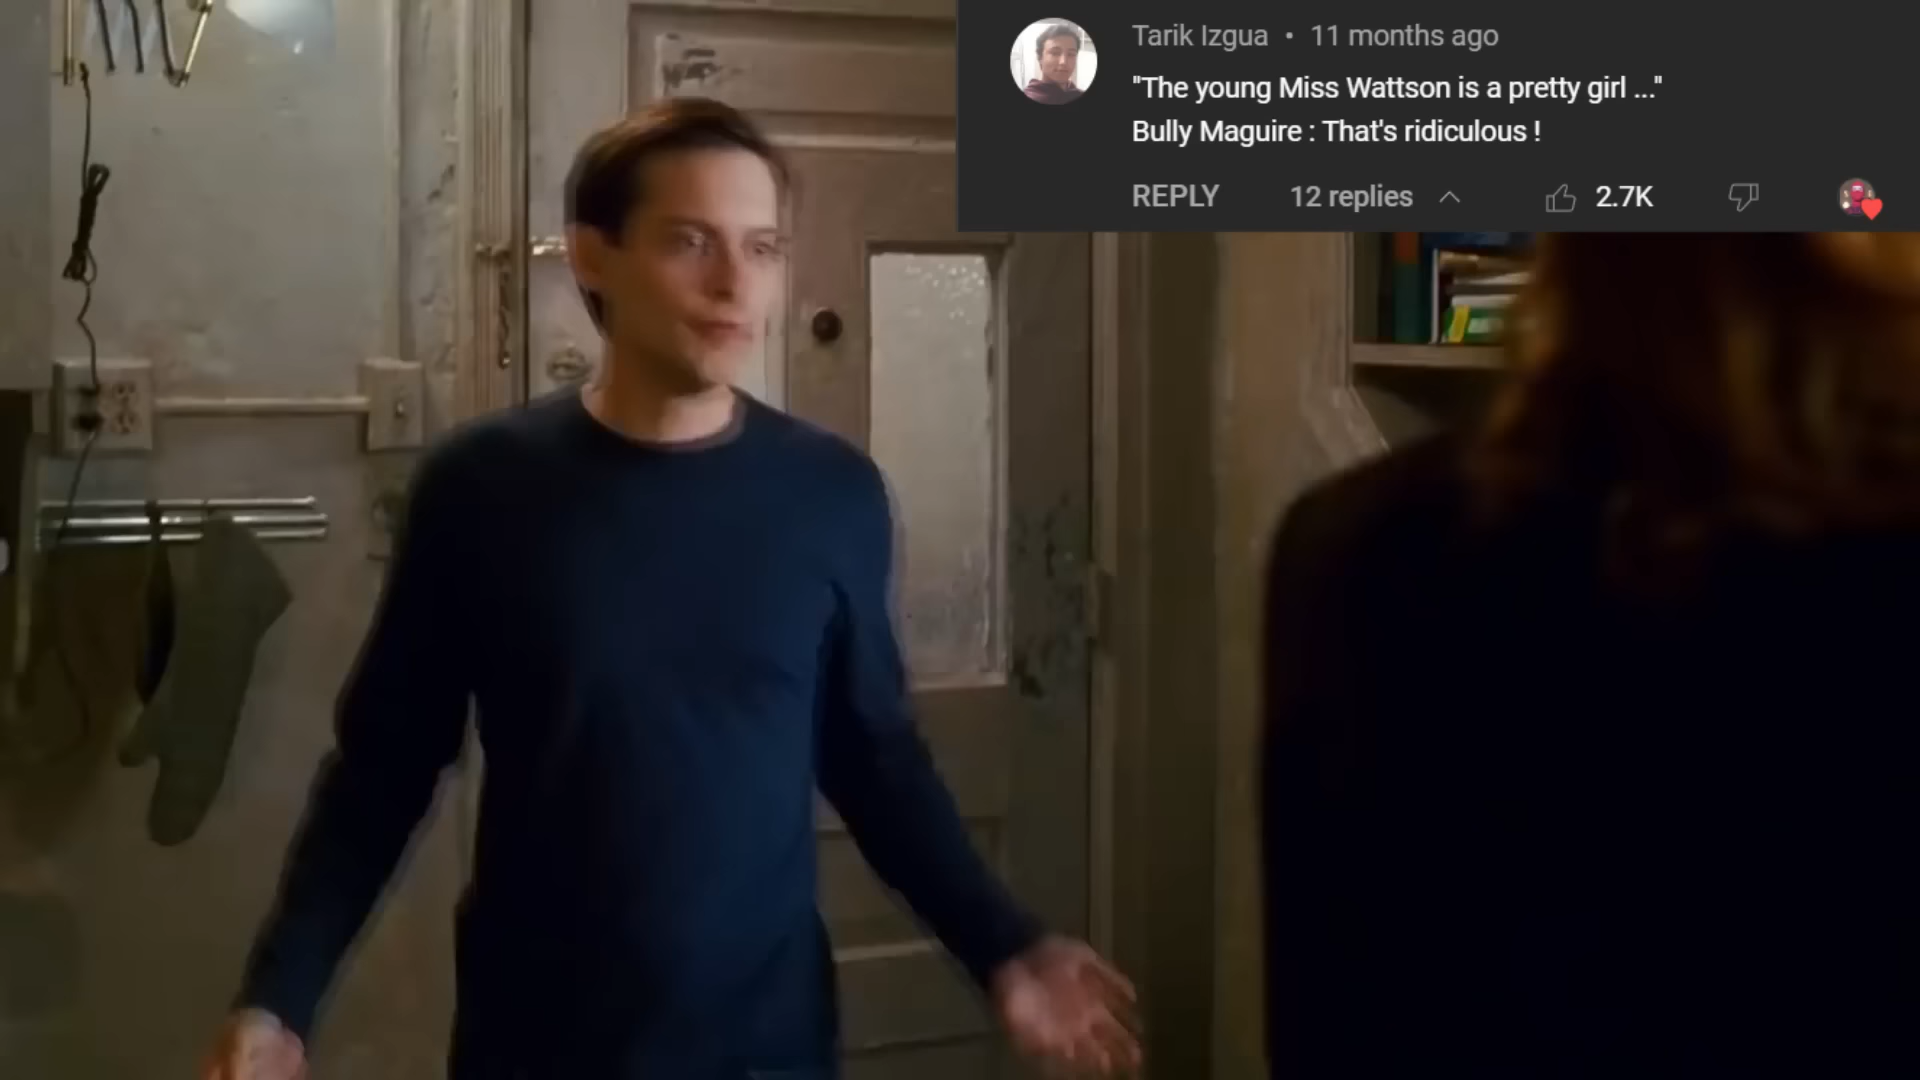 Tarik Izgua • 11 months ago
"The young Miss Wattson is a pretty girl ..."
Bully Maguire : That's ridiculous !
REPLY 12 replies 2.7K